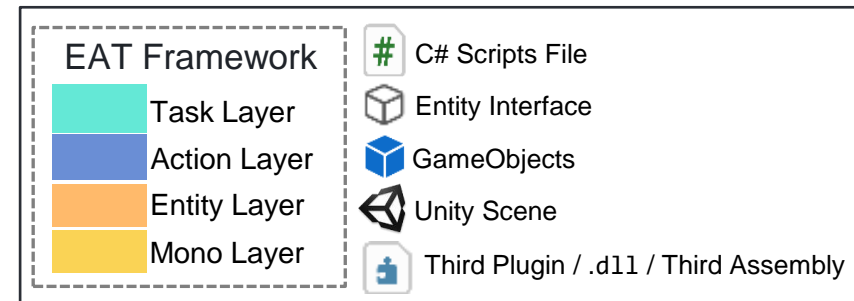 EAT Framework
Task Layer
Action Layer
Entity Layer
Mono Layer
# C# Scripts File
Entity Interface
GameObjects
Unity Scene
Third Plugin / .dll / Third Assembly